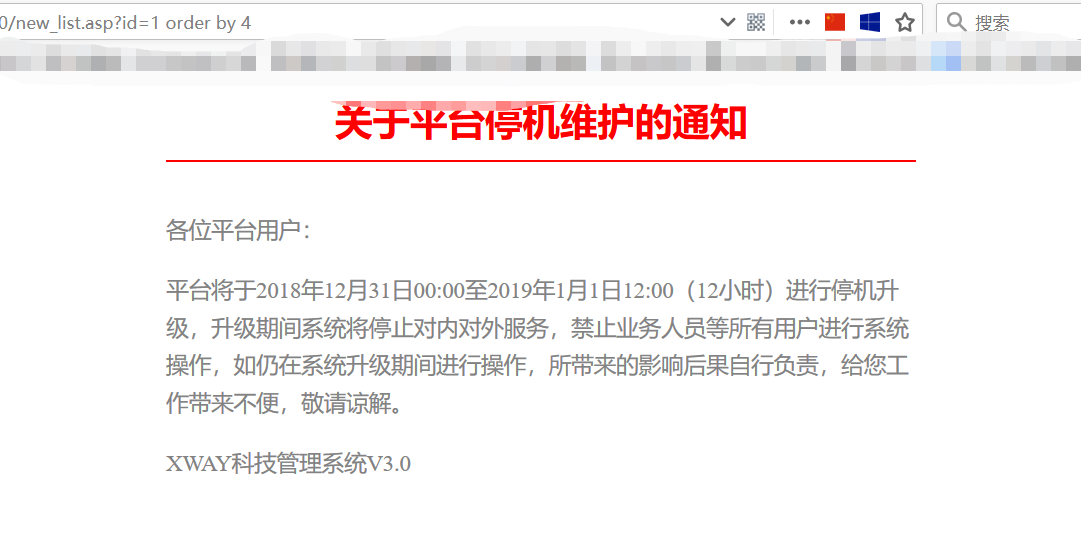 0/new_list.asp?id=1 order by 4
搜索
关于平台停机维护的通知
各位平台用户：
平台将于2018年12月31日00:00至2019年1月1日12:00（12小时）进行停机升
级，升级期间系统将停止对内对外服务，禁止业务人员等所有用户进行系统
操作，如仍在系统升级期间进行操作，所带来的影响后果自行负责，给您工
作带来不便，敬请谅解。
XWAY科技管理系统V3.0